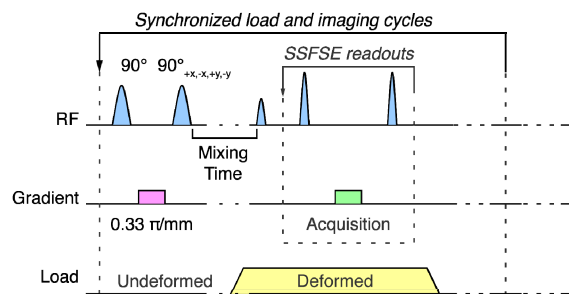 Synchronized load and imaging cycles
SSFSE readouts
90° 90°+x,-x,+y,-y
RF
Mixing
Time
Gradient
0.33 π/mm
Acquisition
Load
Undeformed
Deformed